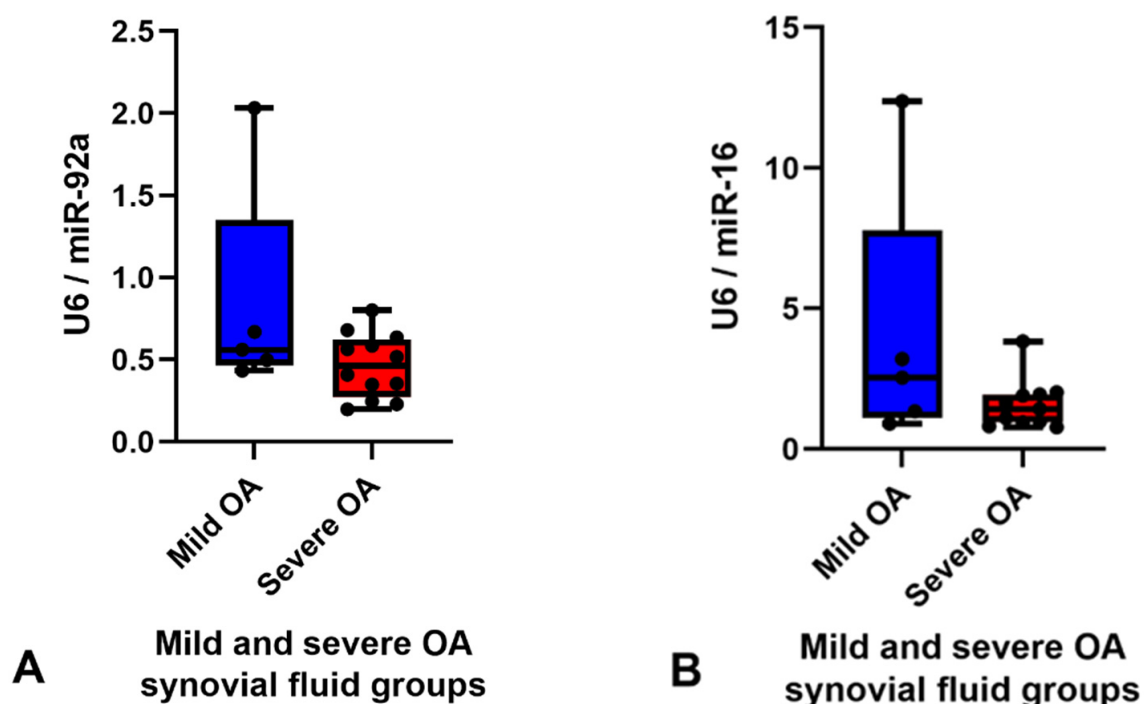 2.5
2.0
1.5
1.0
0.5
0.0
U6 / miR-92a
Mild OA
Severe OA
Mild and severe OA
synovial fluid groups
A
15
10
5
0
U6 / miR-16
Mild OA
Severe OA
Mild and severe OA
synovial fluid groups
B